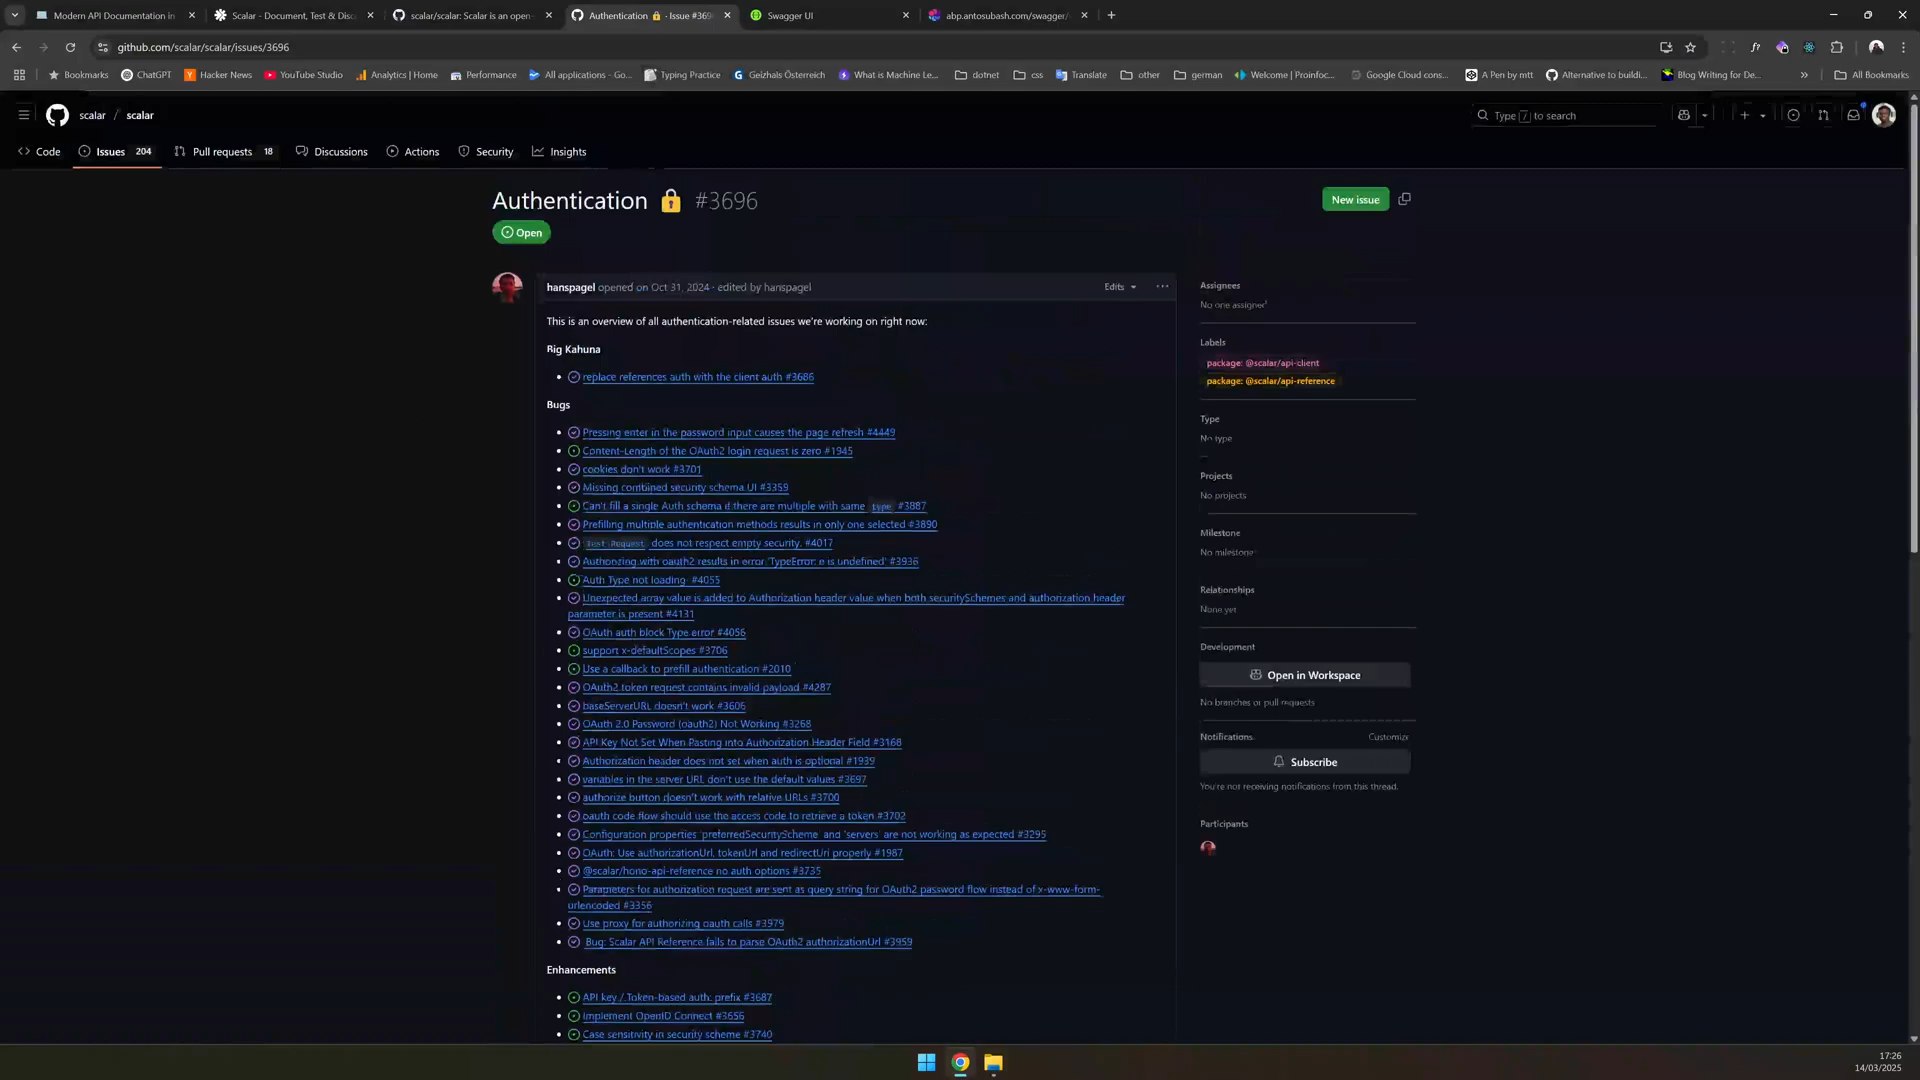 Modern API Documentation in
Scalar - Document, Test & Disc
scalar/scalar: Scalar is an open-
Authentication 🔒 · Issue #369
Swagger UI
abp.antosubash.com/swagger/
github.com/scalar/scalar/issues/3696
Bookmarks
ChatGPT
Hacker News
YouTube Studio
Analytics | Home
Performance
All applications - Go...
Typing Practice
Geizhals Österreich
What is Machine Le...
dotnet
css
Translate
other
german
Welcome | Proinfoc...
Google Cloud cons...
A Pen by mtt
Alternative to buildi...
Blog Writing for De...
»
All Bookmarks
scalar / scalar
Type / to search
Code
Issues 204
Pull requests 18
Discussions
Actions
Security
Insights
Authentication 🔒 #3696
New issue
Open
hanspagel opened on Oct 31, 2024 · edited by hanspagel
Edits
This is an overview of all authentication-related issues we're working on right now:
Big Kahuna
replace references auth with the client auth #3686
Bugs
Pressing enter in the password input causes the page refresh #4449
Content-Length of the OAuth2 login request is zero #1945
cookies don't work #3701
Missing combined security schema UI #3359
Can't fill a single Auth schema if there are multiple with same type #3887
Prefilling multiple authentication methods results in only one selected #3890
Test Request does not respect empty security. #4017
Authorizing with oauth2 results in error 'TypeError: e is undefined' #3936
Auth Type not loading #4055
Unexpected array value is added to Authorization header value when both securitySchemes and authorization header
parameter is present #4131
OAuth auth block Type error #4056
support x-defaultScopes #3706
Use a callback to prefill authentication #2010
OAuth2 token request contains invalid payload #4287
baseServerURL doesn't work #3606
OAuth 2.0 Password (oauth2) Not Working #3268
API Key Not Set When Pasting into Authorization Header Field #3168
Authorization header does not set when auth is optional #1939
variables in the server URL don't use the default values #3697
authorize button doesn't work with relative URLs #3700
oauth code flow should use the access code to retrieve a token #3702
Configuration properties 'preferredSecurityScheme' and 'servers' are not working as expected #3295
OAuth: Use authorizationUrl, tokenUrl and redirectUri properly #1987
@scalar/hono-api-reference no auth options #3735
Parameters for authorization request are sent as query string for OAuth2 password flow instead of x-www-form-
urlencoded #3356
Use proxy for authorizing oauth calls #3979
Bug: Scalar API Reference fails to parse OAuth2 authorizationUrl #3959
Enhancements
API key / Token-based auth: prefix #3687
Implement OpenID Connect #3656
Case sensitivity in security scheme #3740
Assignees
No one assigned
Labels
package: @scalar/api-client
package: @scalar/api-reference
Type
No type
Projects
No projects
Milestone
No milestone
Relationships
None yet
Development
Open in Workspace
No branches or pull requests
Notifications
Customize
Subscribe
You're not receiving notifications from this thread.
Participants
17:26
14/03/2025